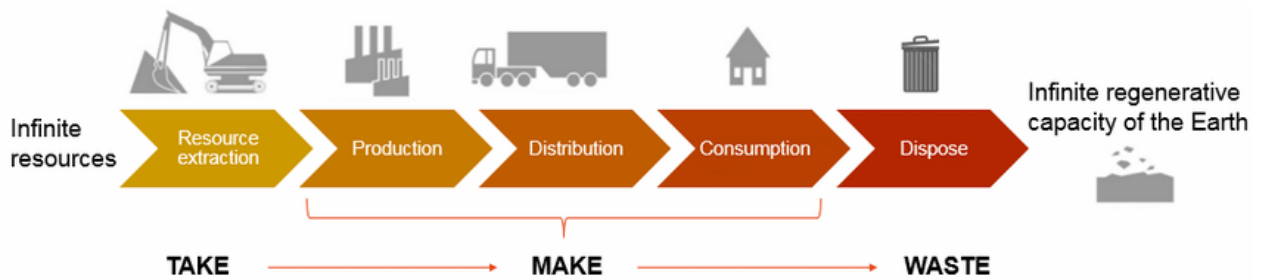 Infinite
resources
Resource
extraction
Production
Distribution
Consumption
Dispose
Infinite regenerative
capacity of the Earth
TAKE
MAKE
WASTE